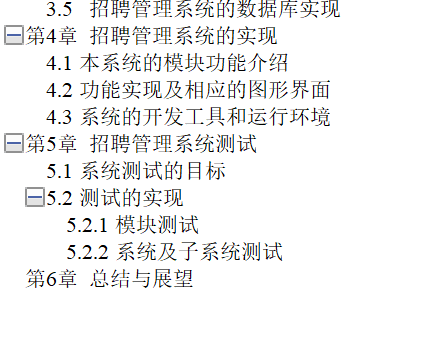 3.5 招聘管理系统的数据库实现
第4章 招聘管理系统的实现
4.1 本系统的模块功能介绍
4.2 功能实现及相应的图形界面
4.3 系统的开发工具和运行环境
第5章 招聘管理系统测试
5.1 系统测试的目标
5.2 测试的实现
5.2.1 模块测试
5.2.2 系统及子系统测试
第6章 总结与展望